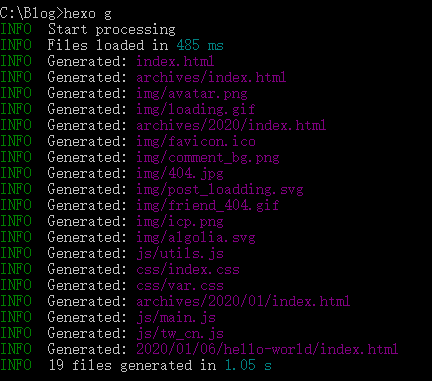 C:\Blog>hexo g
INFO  Start processing
INFO  Files loaded in 485 ms
INFO  Generated: index.html
INFO  Generated: archives/index.html
INFO  Generated: img/avatar.png
INFO  Generated: img/loading.gif
INFO  Generated: archives/2020/index.html
INFO  Generated: img/favicon.ico
INFO  Generated: img/comment_bg.png
INFO  Generated: img/404.jpg
INFO  Generated: img/post_loadding.svg
INFO  Generated: img/friend_404.gif
INFO  Generated: img/icp.png
INFO  Generated: img/algolia.svg
INFO  Generated: js/utils.js
INFO  Generated: css/index.css
INFO  Generated: css/var.css
INFO  Generated: archives/2020/01/index.html
INFO  Generated: js/main.js
INFO  Generated: js/tw_cn.js
INFO  Generated: 2020/01/06/hello-world/index.html
INFO  19 files generated in 1.05 s